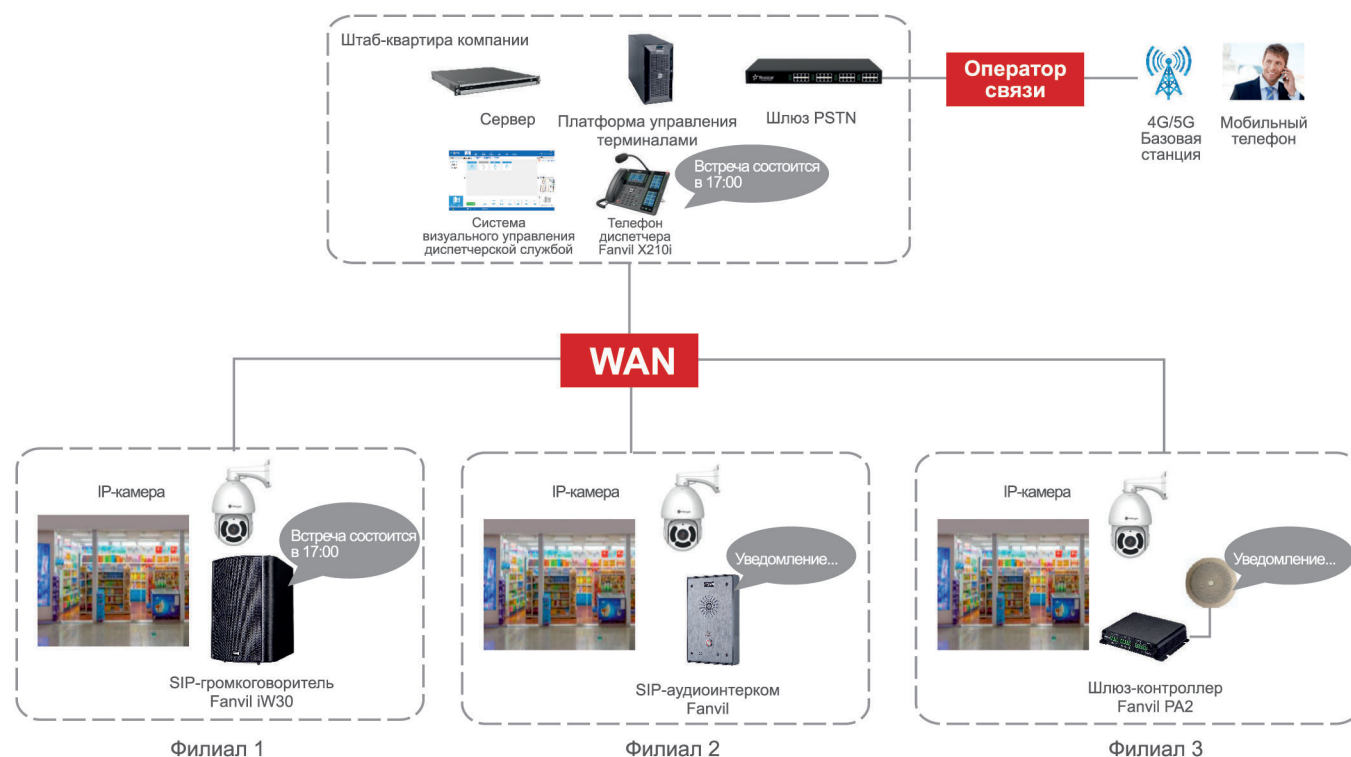 Штаб-квартира компании
Сервер
Платформа управления
терминалами
Шлюз PSTN
Оператор
связи
4G/5G
Базовая
станция
Мобильный
телефон
Система
визуального управления
диспетчерской службой
Телефон
диспетчера
Fanvil X210i
Встреча состоится
в 17:00
WAN
IP-камера
Встреча состоится
в 17:00
SIP-громкоговоритель
Fanvil iW30
Филиал 1
IP-камера
Уведомление...
SIP-аудиоинтерком
Fanvil
Филиал 2
IP-камера
Уведомление...
Шлюз-контроллер
Fanvil PA2
Филиал 3